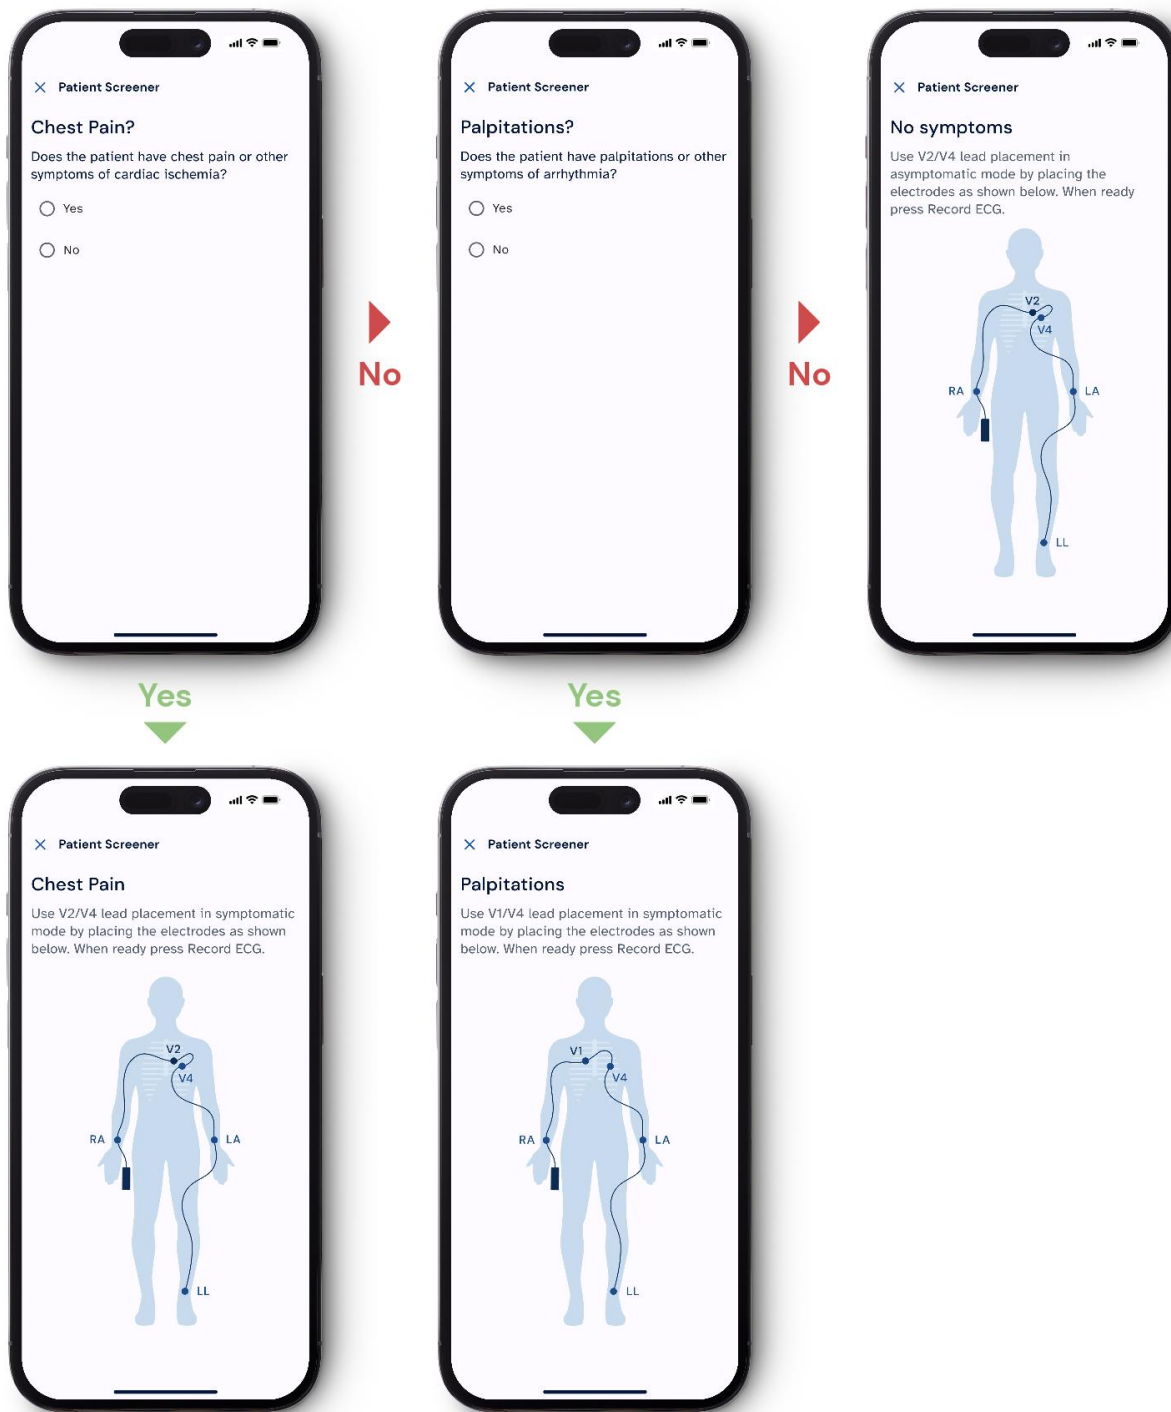 Patient Screener
Chest Pain?
Does the patient have chest pain or other
symptoms of cardiac ischemia?
Yes
No
No
Patient Screener
Palpitations?
Does the patient have palpitations or other
symptoms of arrhythmia?
Yes
No
No
Patient Screener
No symptoms
Use V2/V4 lead placement in
asymptomatic mode by placing the
electrodes as shown below. When ready
press Record ECG.
V2
V4
RA
LA
LL
Yes
Yes
Patient Screener
Chest Pain
Use V2/V4 lead placement in symptomatic
mode by placing the electrodes as shown
below. When ready press Record ECG.
V2
V4
RA
LA
LL
Patient Screener
Palpitations
Use V1/V4 lead placement in symptomatic
mode by placing the electrodes as shown
below. When ready press Record ECG.
V1
V4
RA
LA
LL